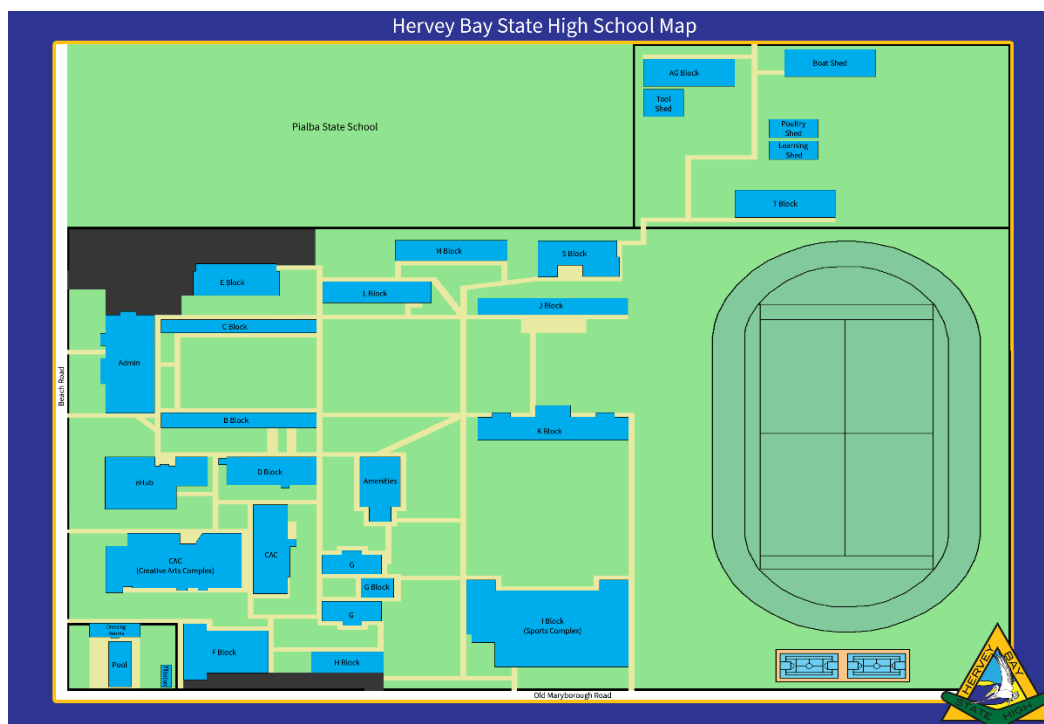 Hervey Bay State High School Map
Pialba State School
AG Block
Boat Shed
Tool
Shed
Poultry
Shed
Learning
Shed
T Block
M Block
S Block
E Block
L Block
J Block
C Block
Admin
Beach Road
B Block
K Block
eHub
D Block
Amenities
CAC
(Creative Arts Complex)
CAC
G
G Block
G
I Block
(Sports Complex)
Dressing
Rooms
Pool
F Block
H Block
Old Maryborough Road
HERVEY
BAY
STATE HIGH